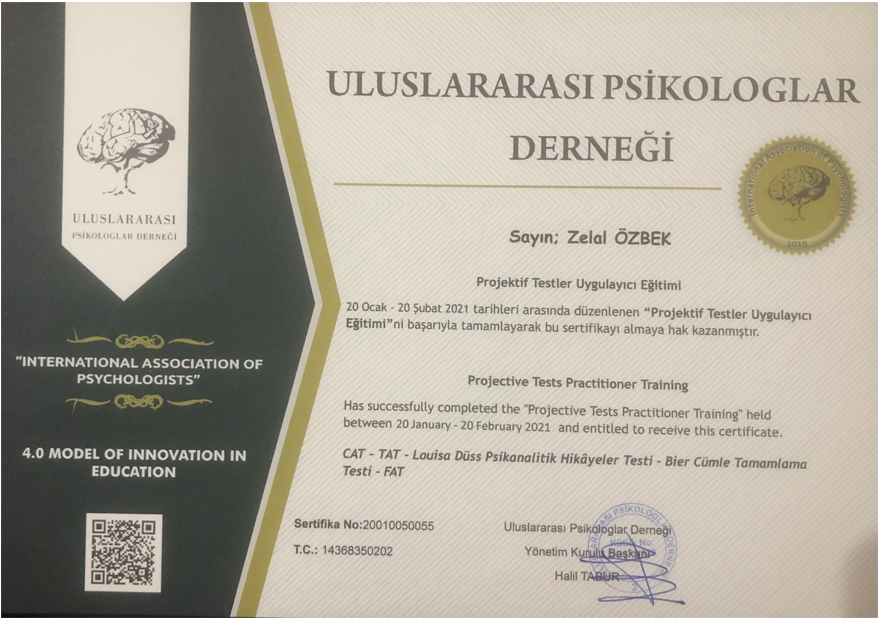 ULUSLARARASI PSİKOLOGLAR
DERNEĞİ
ULUSLARARASI
PSİKOLOGLAR DERNEĞİ
International Association of Psychologists
2020
Sayın; Zelal ÖZBEK
Projektif Testler Uygulayıcı Eğitimi
20 Ocak - 20 Şubat 2021 tarihleri arasında düzenlenen “Projektif Testler Uygulayıcı
Eğitimi”ni başarıyla tamamlayarak bu sertifikayı almaya hak kazanmıştır.
“INTERNATIONAL ASSOCIATION OF
PSYCHOLOGISTS”
Projective Tests Practitioner Training
Has successfully completed the "Projective Tests Practitioner Training" held
between 20 January - 20 February 2021 and entitled to receive this certificate.
4.0 MODEL OF INNOVATION IN
EDUCATION
CAT - TAT - Louisa Düss Psikanalitik Hikâyeler Testi - Bier Cümle Tamamlama
Testi - FAT
Sertifika No:20010050055
T.C.: 14368350202
Uluslararası Psikologlar Derneği
Yönetim Kurulu Başkanı
Halil TABUR